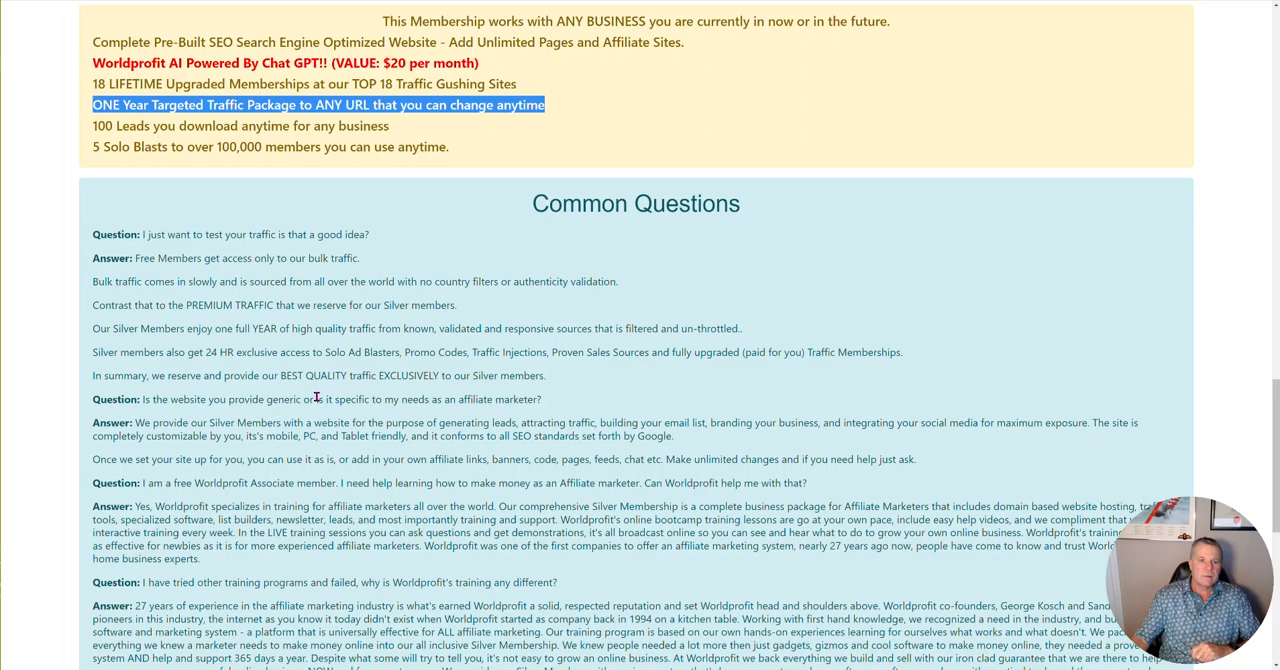 This Membership works with ANY BUSINESS you are currently in now or in the future.
Complete Pre-Built SEO Search Engine Optimized Website - Add Unlimited Pages and Affiliate Sites.
Worldprofit AI Powered By Chat GPT!! (VALUE: $20 per month)
18 LIFETIME Upgraded Memberships at our TOP 18 Traffic Gushing Sites
ONE Year Targeted Traffic Package to ANY URL that you can change anytime
100 Leads you download anytime for any business
5 Solo Blasts to over 100,000 members you can use anytime.
Common Questions
Question: I just want to test your traffic is that a good idea?
Answer: Free Members get access only to our bulk traffic.
Bulk traffic comes in slowly and is sourced from all over the world with no country filters or authenticity validation.
Contrast that to the PREMIUM TRAFFIC that we reserve for our Silver members.
Our Silver Members enjoy one full YEAR of high quality traffic from known, validated and responsive sources that is filtered and un-throttled..
Silver members also get 24 HR exclusive access to Solo Ad Blasters, Promo Codes, Traffic Injections, Proven Sales Sources and fully upgraded (paid for you) Traffic Memberships.
In summary, we reserve and provide our BEST QUALITY traffic EXCLUSIVELY to our Silver members.
Question: Is the website you provide generic or is it specific to my needs as an affiliate marketer?
Answer: We provide our Silver Members with a website for the purpose of generating leads, attracting traffic, building your email list, branding your business, and integrating your social media for maximum exposure. The site is
completely customizable by you, its's mobile, PC, and Tablet friendly, and it conforms to all SEO standards set forth by Google.
Once we set your site up for you, you can use it as is, or add in your own affiliate links, banners, code, pages, feeds, chat etc. Make unlimited changes and if you need help just ask.
Question: I am a free Worldprofit Associate member. I need help learning how to make money as an Affiliate marketer. Can Worldprofit help me with that?
Answer: Yes, Worldprofit specializes in training for affiliate marketers all over the world. Our comprehensive Silver Membership is a complete business package for Affiliate Marketers that includes domain based website hosting,
tools, specialized software, list builders, newsletter, leads, and most importantly training and support. Worldprofit's online bootcamp training lessons are go at your own pace, include easy help videos, and we compliment that
interactive training every week. In the LIVE training sessions you can ask questions and get demonstrations, it's all broadcast online so you can see and hear what to do to grow your own online business. Worldprofit's
as effective for newbies as it is for more experienced affiliate marketers. Worldprofit was one of the first companies to offer an affiliate marketing system, nearly 27 years ago now, people have come to know and trust
home business experts.
Question: I have tried other training programs and failed, why is Worldprofit's training any different?
Answer: 27 years of experience in the affiliate marketing industry is what's earned Worldprofit a solid, respected reputation and set Worldprofit head and shoulders above. Worldprofit co-founders, George Kosch and
pioneers in this industry, the internet as you know it today didn't exist when Worldprofit started as company back in 1994 on a kitchen table. Working with first hand knowledge, we recognized a need in the industry, and
software and marketing system - a platform that is universally effective for ALL affiliate marketing. Our training program is based on our own hands-on experiences learning for ourselves what works and what doesn't. We
everything we knew a marketer needs to make money online into our all inclusive Silver Membership. We know affiliate marketers needed a lot more then just gadgets, gizmos and cool software to make money online, they needed a
system AND help and support 365 days a year. Despite what some will try to tell you, it's not easy to grow an online business. At Worldprofit we back everything we build and sell with our iron clad guarantee that we are there to